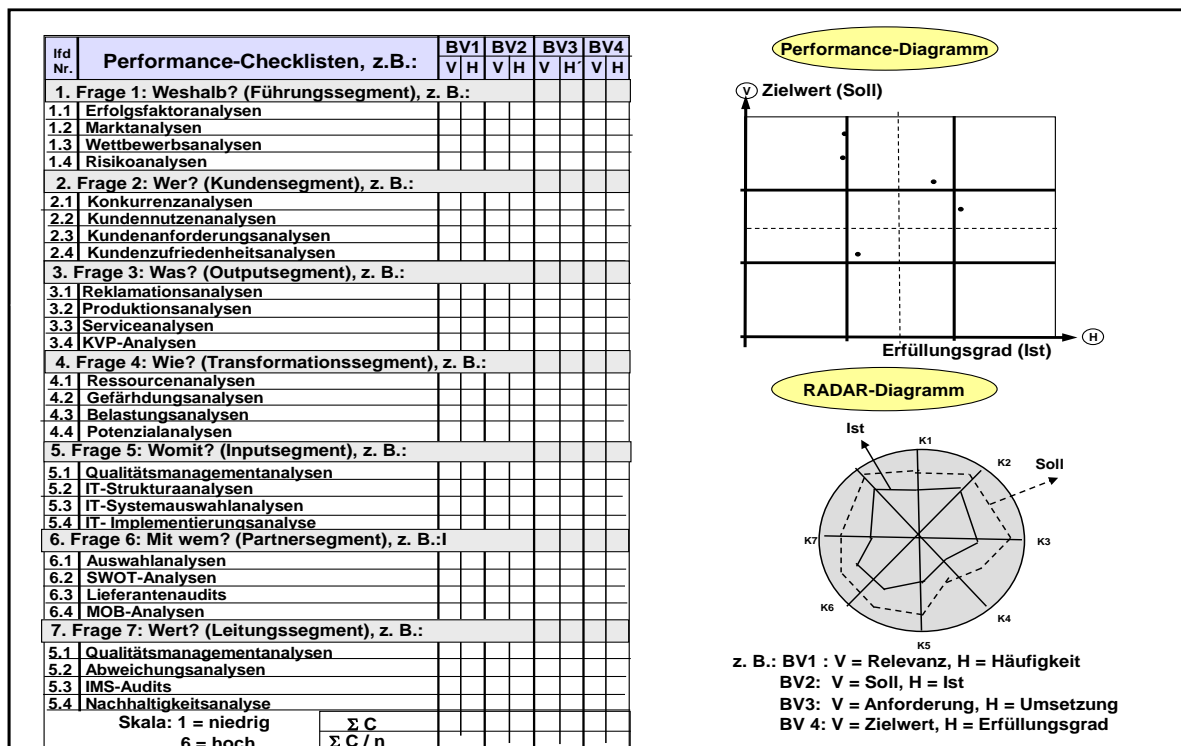 lfd Nr. Performance-Checklisten, z.B.: BV1 BV2 BV3 BV4
V H V H V H´ V H
1. Frage 1: Weshalb? (Führungssegment), z. B.:
1.1 Erfolgsfaktoranalysen
1.2 Marktanalysen
1.3 Wettbewerbsanalysen
1.4 Risikoanalysen
2. Frage 2: Wer? (Kundensegment), z. B.:
2.1 Konkurrenzanalysen
2.2 Kundennutzenanalysen
2.3 Kundenanforderungsanalysen
2.4 Kundenzufriedenheitsanalysen
3. Frage 3: Was? (Outputsegment), z. B.:
3.1 Reklamationsanalysen
3.2 Produktionsanalysen
3.3 Serviceanalysen
3.4 KVP-Analysen
4. Frage 4: Wie? (Transformationssegment), z. B.:
4.1 Ressourcenanalysen
4.2 Gefärhdungsanalysen
4.3 Belastungsanalysen
4.4 Potenzialanalysen
5. Frage 5: Womit? (Inputsegment), z. B.:
5.1 Qualitätsmanagementanalysen
5.2 IT-Strukturaanalysen
5.3 IT-Systemauswahlanalysen
5.4 IT- Implementierungsanalyse
6. Frage 6: Mit wem? (Partnersegment), z. B.:I
6.1 Auswahlanalysen
6.2 SWOT-Analysen
6.3 Lieferantenaudits
6.4 MOB-Analysen
7. Frage 7: Wert? (Leitungssegment), z. B.:
5.1 Qualitätsmanagementanalysen
5.2 Abweichungsanalysen
5.3 IMS-Audits
5.4 Nachhaltigkeitsanalyse
Skala: 1 = niedrig
6 = hoch
Σ C
Σ C / n
Performance-Diagramm
V Zielwert (Soll)
H
Erfüllungsgrad (Ist)
RADAR-Diagramm
Ist
Soll
K1
K2
K3
K4
K5
K6
K7
z. B.: BV1 : V = Relevanz, H = Häufigkeit
BV2: V = Soll, H = Ist
BV3: V = Anforderung, H = Umsetzung
BV 4: V = Zielwert, H = Erfüllungsgrad